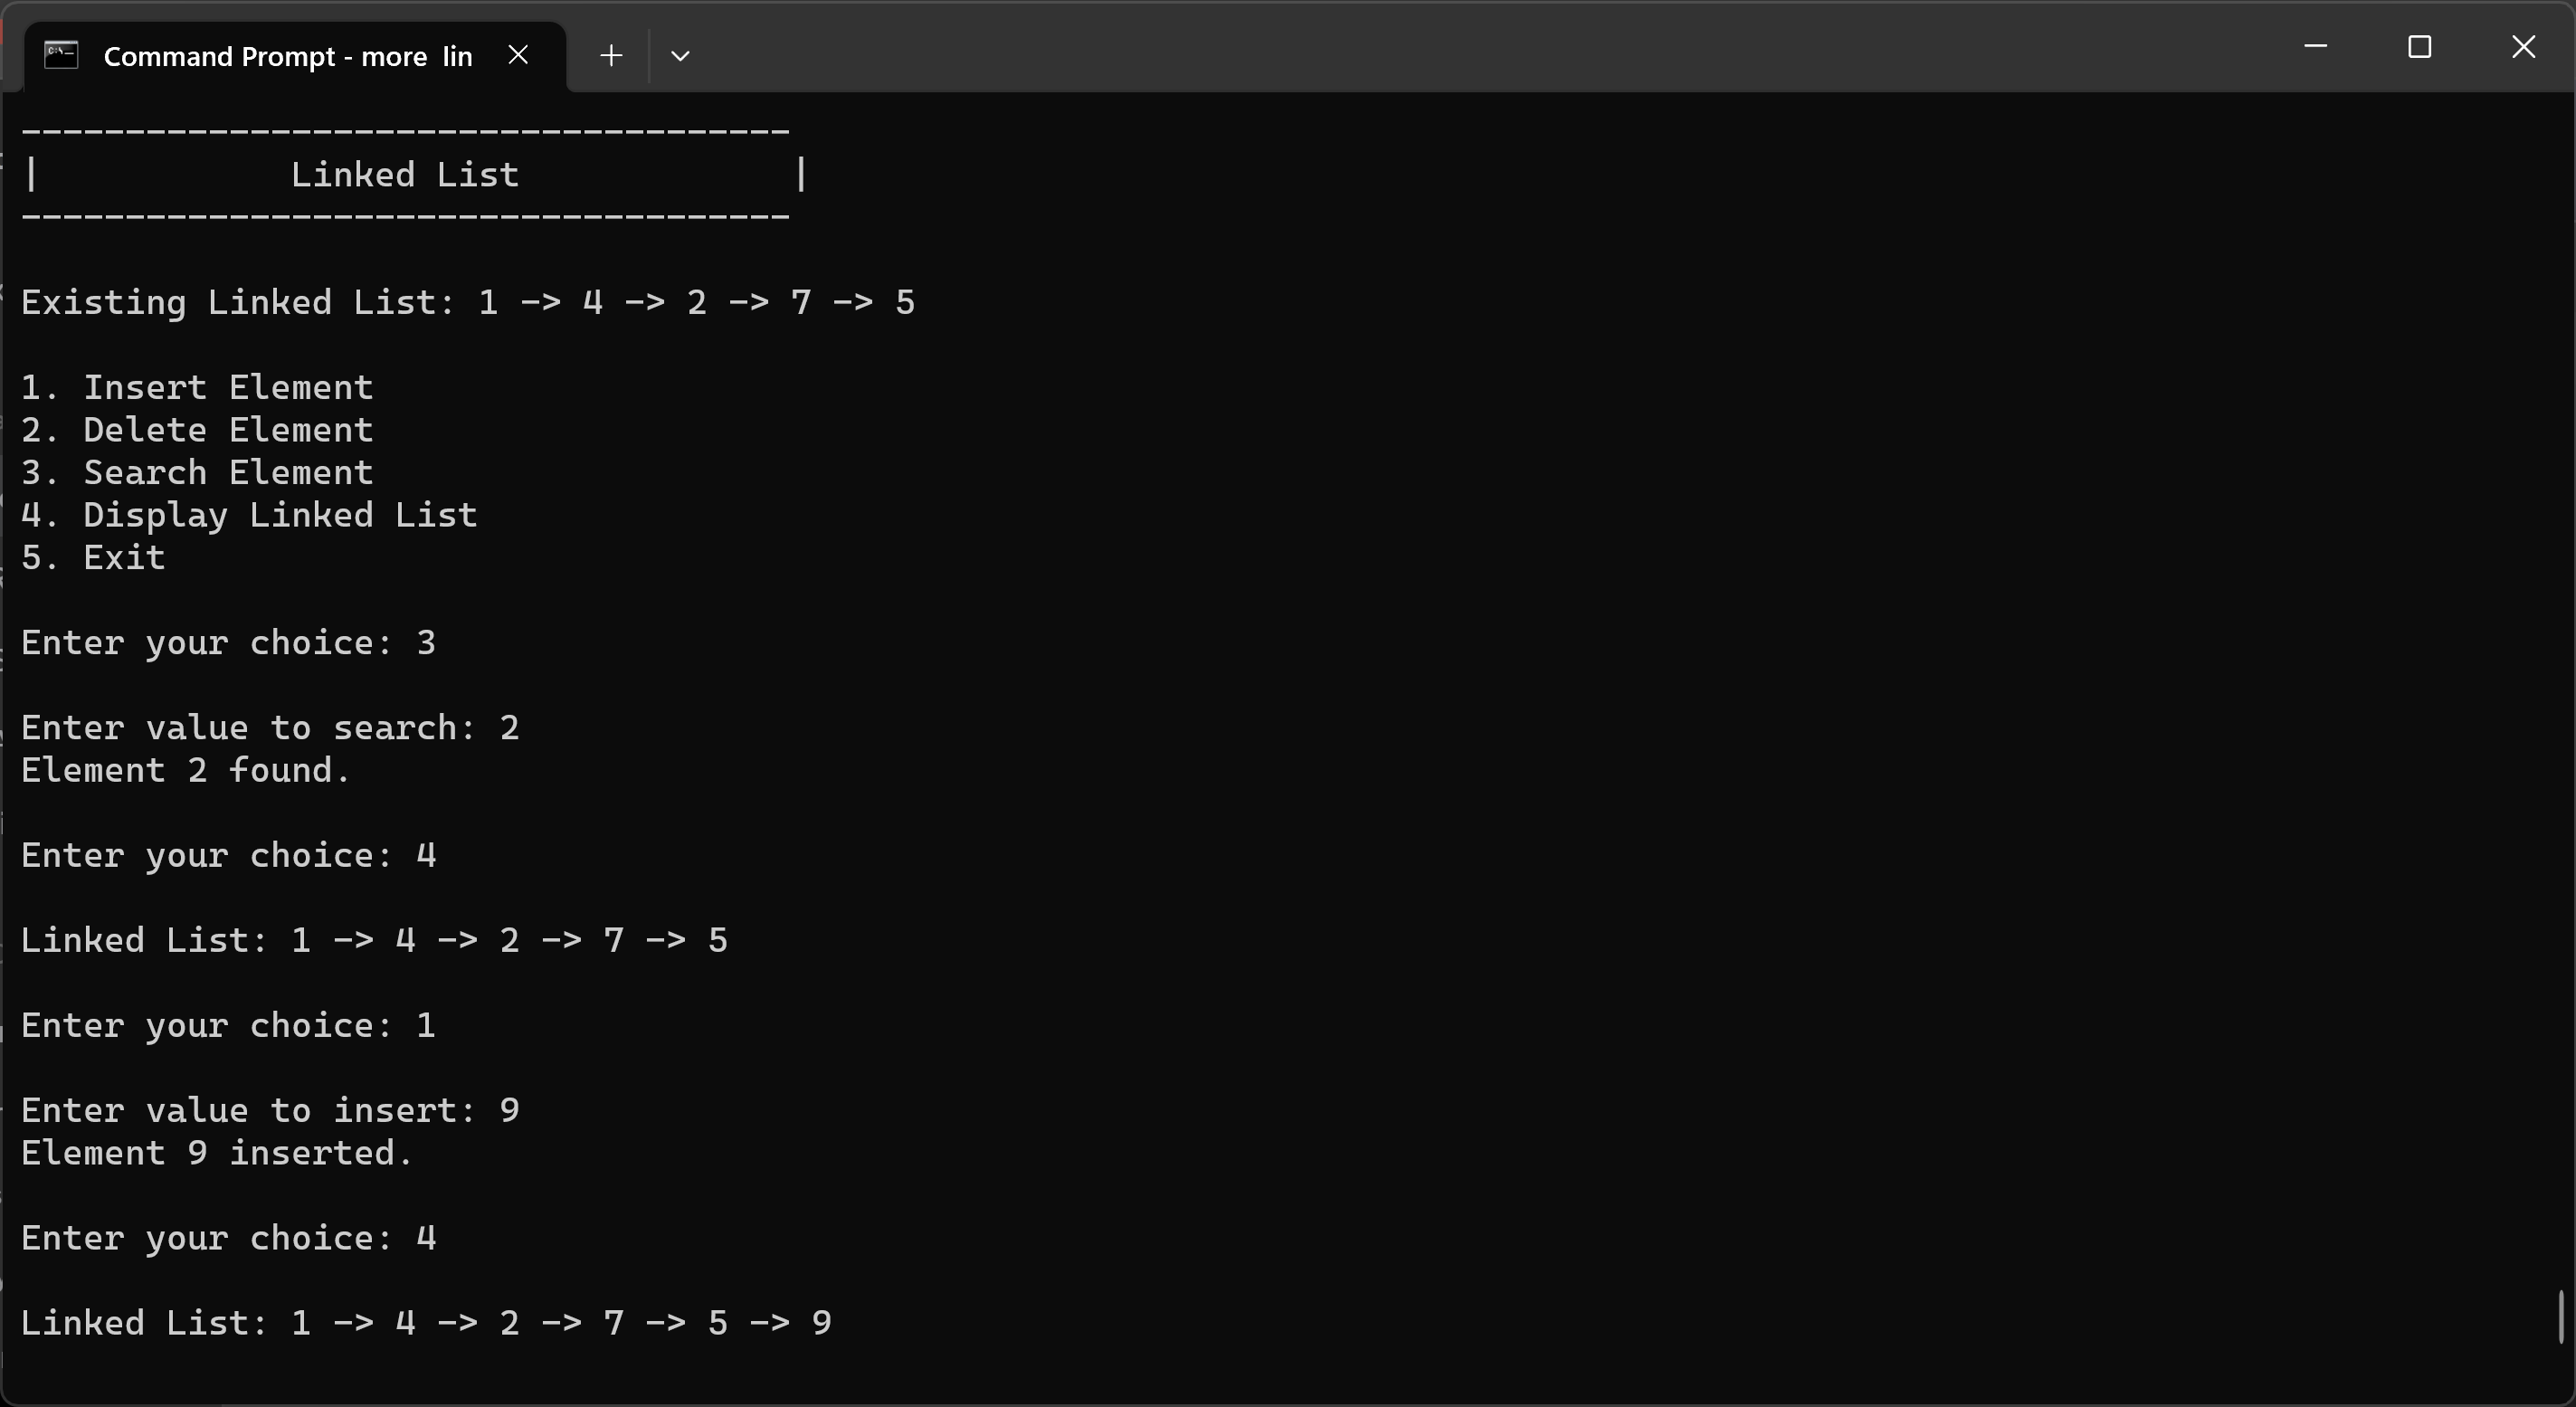 Command Prompt - more  lin
-------------------------------------
|            Linked List             |
-------------------------------------
Existing Linked List: 1 -> 4 -> 2 -> 7 -> 5
1. Insert Element
2. Delete Element
3. Search Element
4. Display Linked List
5. Exit
Enter your choice: 3
Enter value to search: 2
Element 2 found.
Enter your choice: 4
Linked List: 1 -> 4 -> 2 -> 7 -> 5
Enter your choice: 1
Enter value to insert: 9
Element 9 inserted.
Enter your choice: 4
Linked List: 1 -> 4 -> 2 -> 7 -> 5 -> 9